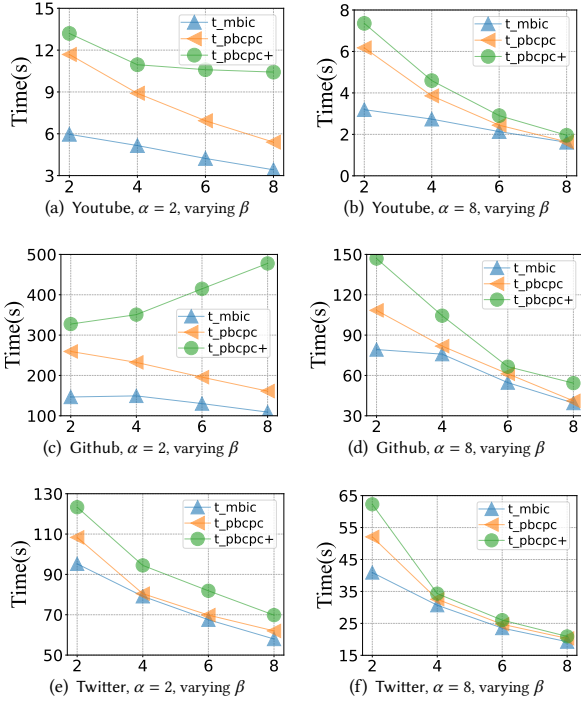 15
12
9
6
3
Time(s)
t_mbic
t_pbcpc
t_pbcpc+
2 4 6 8
(a) Youtube, α = 2, varying β
8
6
4
2
0
Time(s)
t_mbic
t_pbcpc
t_pbcpc+
2 4 6 8
(b) Youtube, α = 8, varying β
500
400
300
200
100
Time(s)
t_mbic
t_pbcpc
t_pbcpc+
2 4 6 8
(c) Github, α = 2, varying β
150
120
90
60
30
Time(s)
t_mbic
t_pbcpc
t_pbcpc+
2 4 6 8
(d) Github, α = 8, varying β
130
110
90
70
50
Time(s)
t_mbic
t_pbcpc
t_pbcpc+
2 4 6 8
(e) Twitter, α = 2, varying β
65
55
45
35
25
15
Time(s)
t_mbic
t_pbcpc
t_pbcpc+
2 4 6 8
(f) Twitter, α = 8, varying β